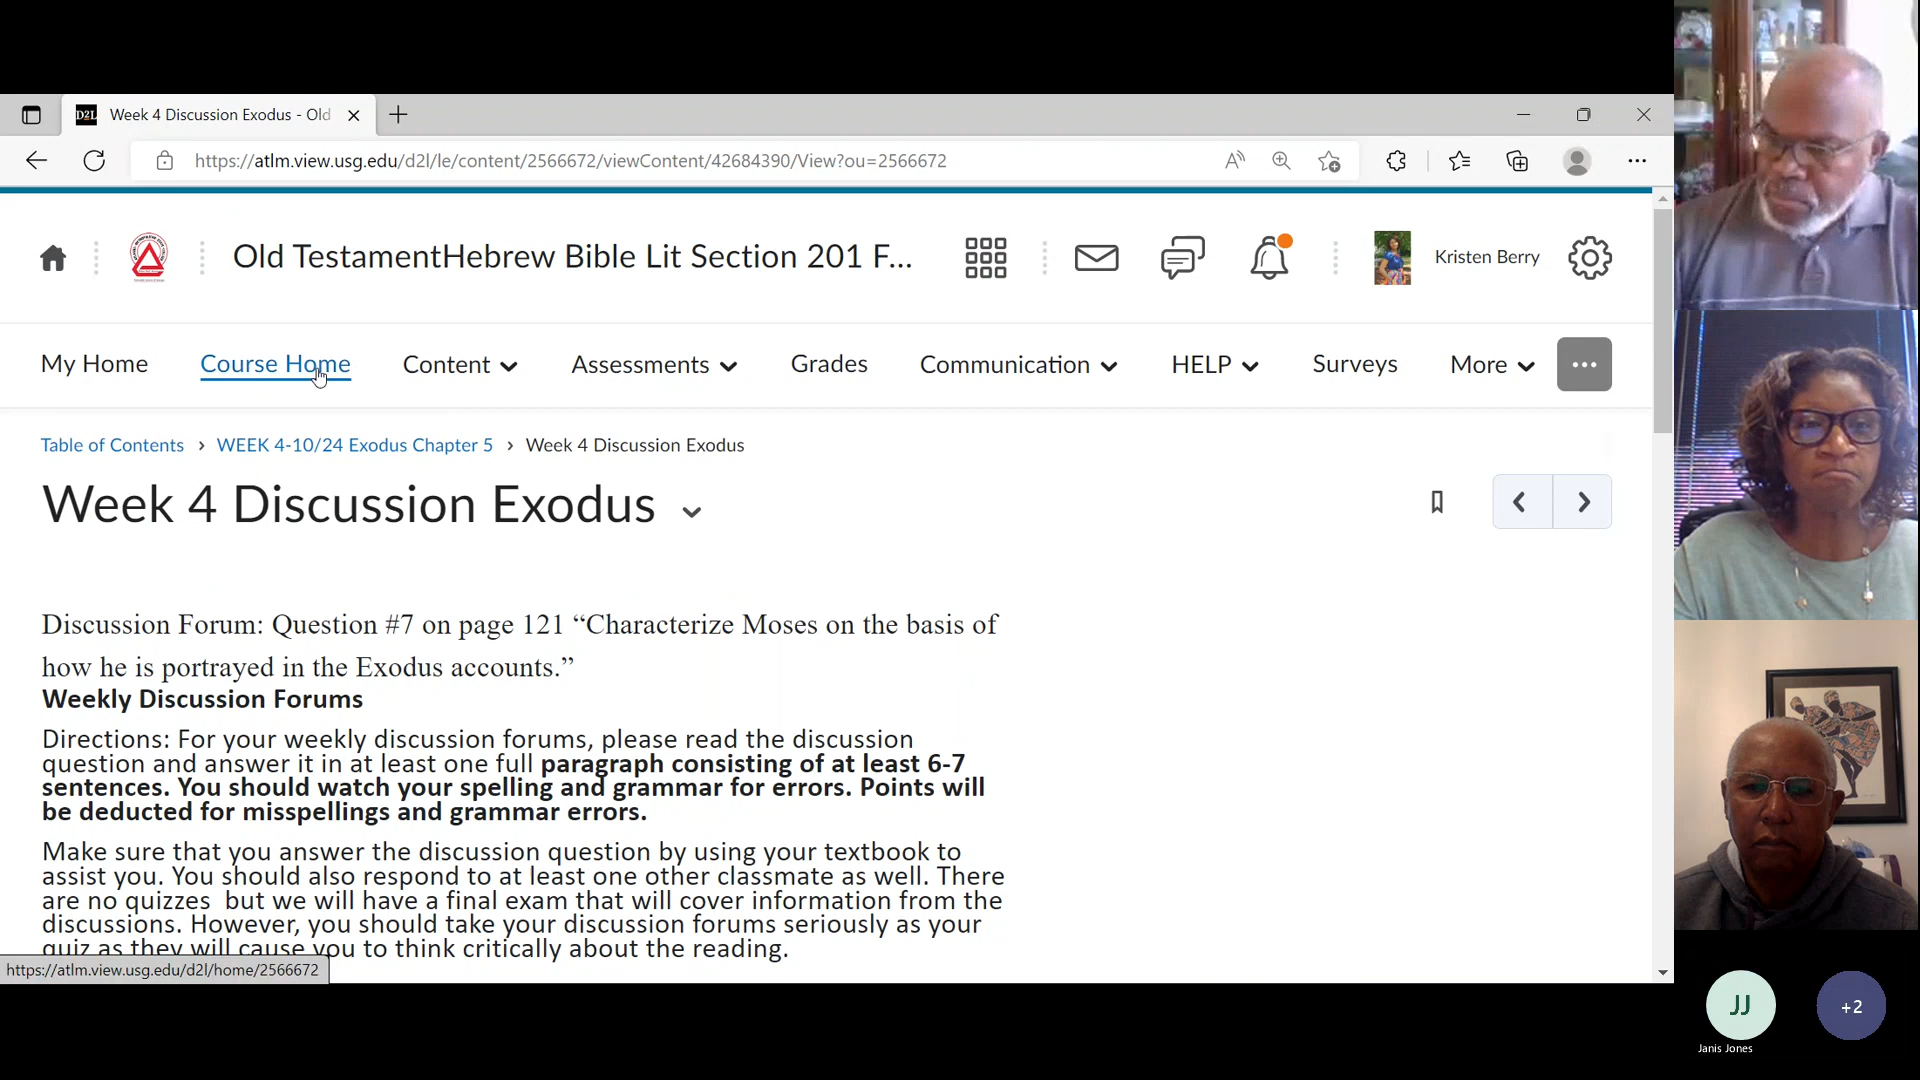 D2L Week 4 Discussion Exodus - Old
https://atlm.view.usg.edu/d2l/le/content/2566672/viewContent/42684390/View?ou=2566672
Old TestamentHebrew Bible Lit Section 201 F...
Kristen Berry
My Home Course Home Content Assessments Grades Communication HELP Surveys More
Table of Contents › WEEK 4-10/24 Exodus Chapter 5 › Week 4 Discussion Exodus
Week 4 Discussion Exodus
Discussion Forum: Question #7 on page 121 “Characterize Moses on the basis of
how he is portrayed in the Exodus accounts.”
Weekly Discussion Forums
Directions: For your weekly discussion forums, please read the discussion
question and answer it in at least one full paragraph consisting of at least 6-7
sentences. You should watch your spelling and grammar for errors. Points will
be deducted for misspellings and grammar errors.
Make sure that you answer the discussion question by using your textbook to
assist you. You should also respond to at least one other classmate as well. There
are no quizzes  but we will have a final exam that will cover information from the
discussions. However, you should take your discussion forums seriously as your
quiz as they will cause you to think critically about the reading.
https://atlm.view.usg.edu/d2l/home/2566672
JJ
+2
Janis Jones